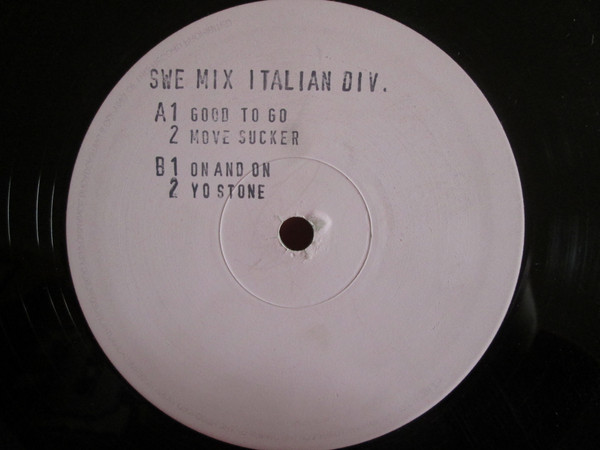 SWE MIX ITALIAN DIV.
A1 GOOD TO GO
2 MOVE SUCKER
B1 ON AND ON
2 YO STONE